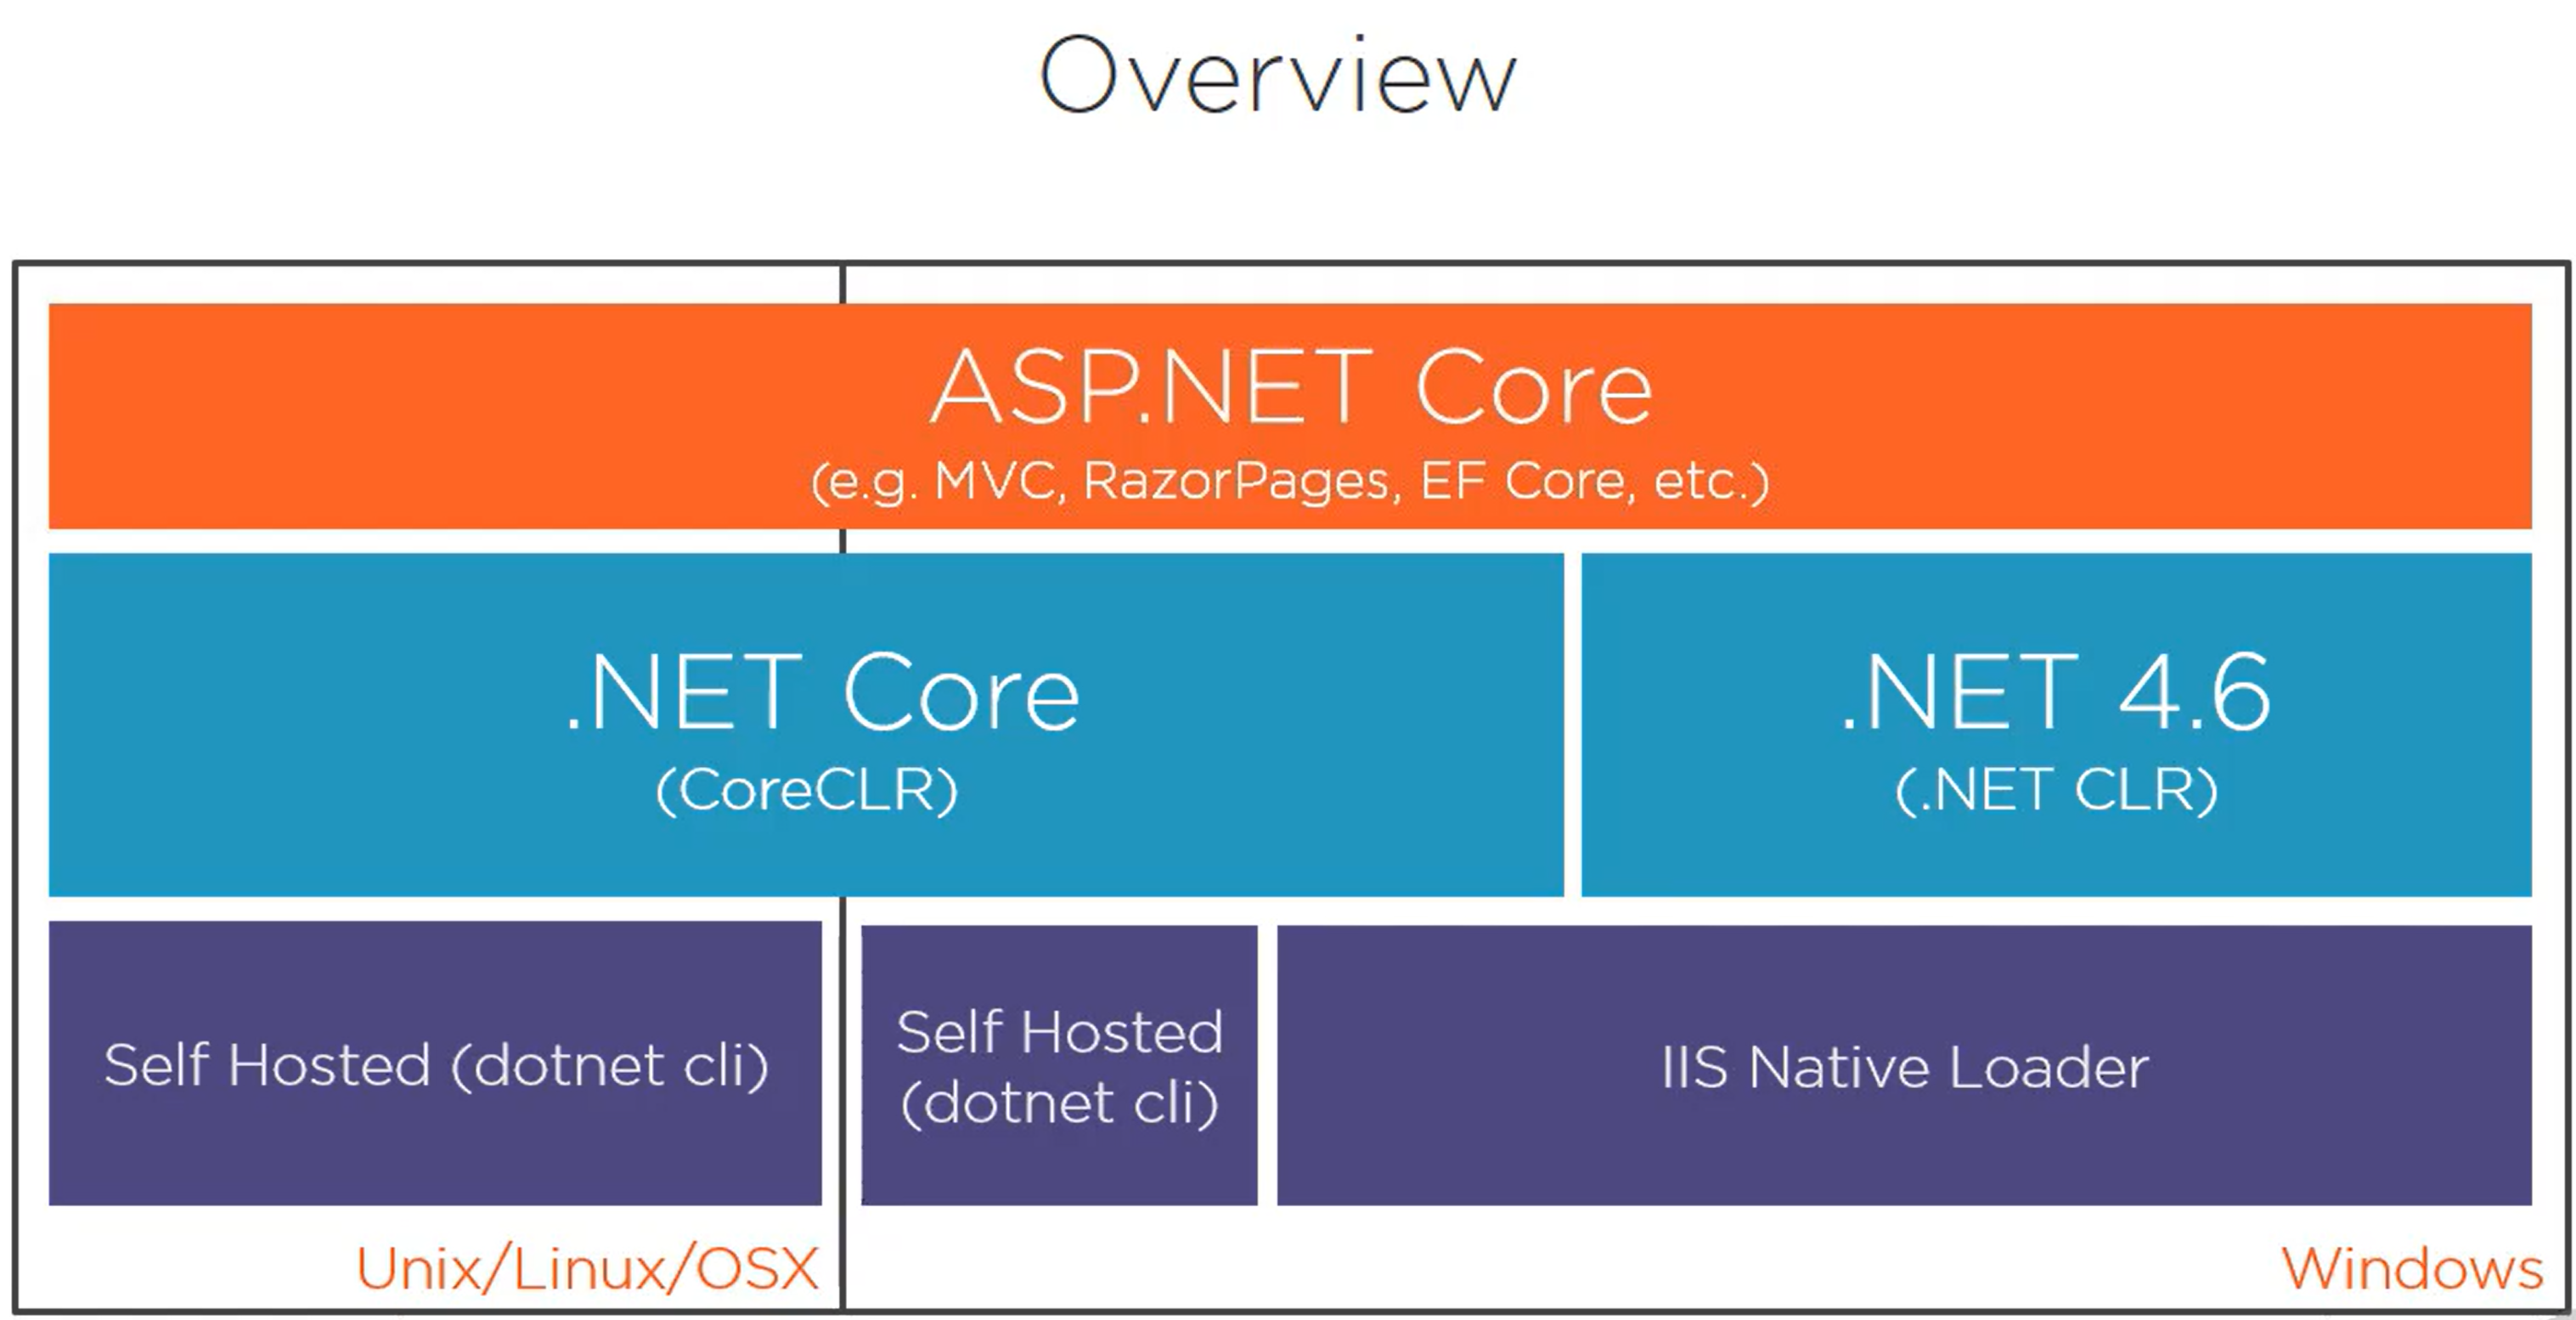 Overview
ASP.NET Core
(e.g. MVC, RazorPages, EF Core, etc.)
.NET Core
(CoreCLR)
.NET 4.6
(.NET CLR)
Self Hosted (dotnet cli)
Self Hosted
(dotnet cli)
IIS Native Loader
Unix/Linux/OSX
Windows